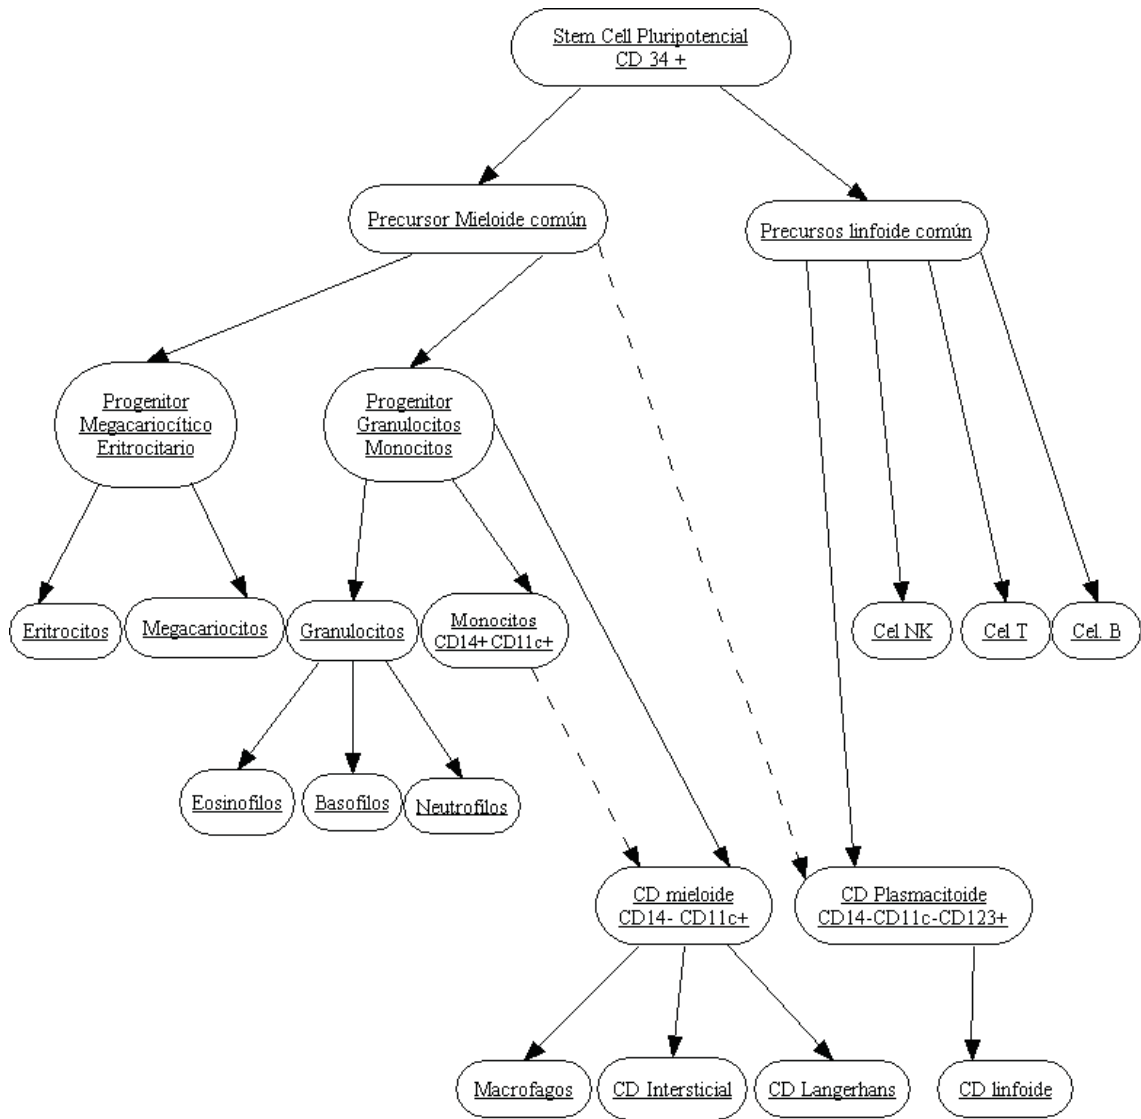 Stem Cell Pluripotencial
CD 34 +
Precursor Mieloide común
Precursos linfoide común
Progenitor
Megacariocítico
Eritrocitario
Progenitor
Granulocitos
Monocitos
Eritrocitos
Megacariocitos
Granulocitos
Monocitos
CD14+ CD11c+
Cel NK
Cel T
Cel. B
Eosinofilos
Basofilos
Neutrofilos
CD mieloide
CD14- CD11c+
CD Plasmacitoide
CD14-CD11c-CD123+
Macrofagos
CD Intersticial
CD Langerhans
CD linfoide